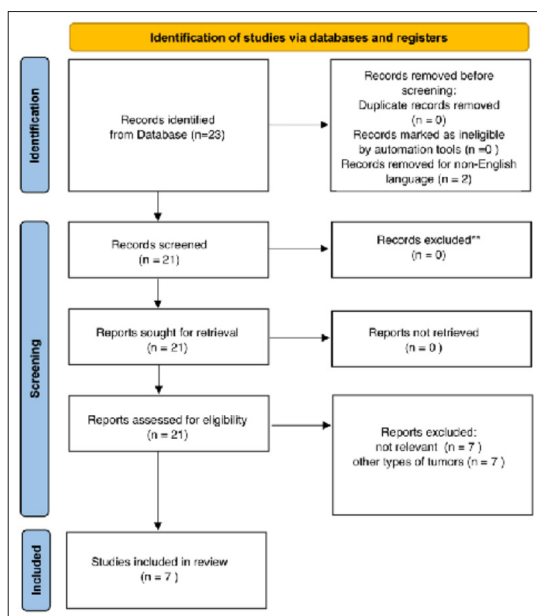 Identification of studies via databases and registers
Identification
Records identified
from Database (n=23)
Records removed before
screening:
Duplicate records removed
(n = 0)
Records marked as ineligible
by automation tools (n =0 )
Records removed for non-English
language (n = 2)
Screening
Records screened
(n = 21)
Records excluded**
(n = 0)
Reports sought for retrieval
(n = 21)
Reports not retrieved
(n = 0 )
Reports assessed for eligibility
(n = 21)
Reports excluded:
not relevant (n = 7 )
other types of tumors (n = 7 )
Included
Studies included in review
(n = 7 )